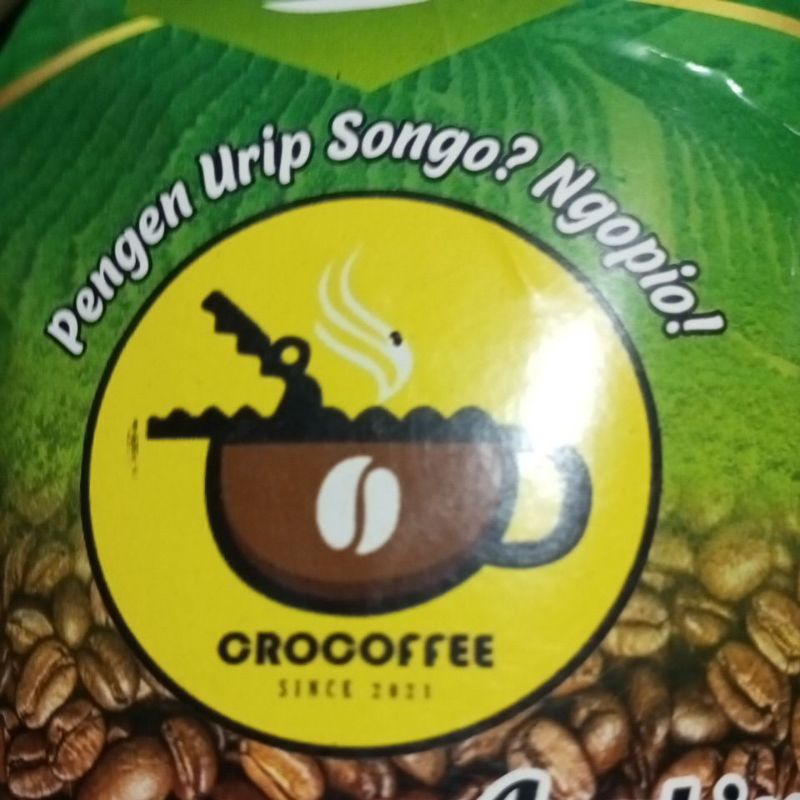 Pengen Urip Songo? Ngopio!
CROCOFFEE
SINCE 2021